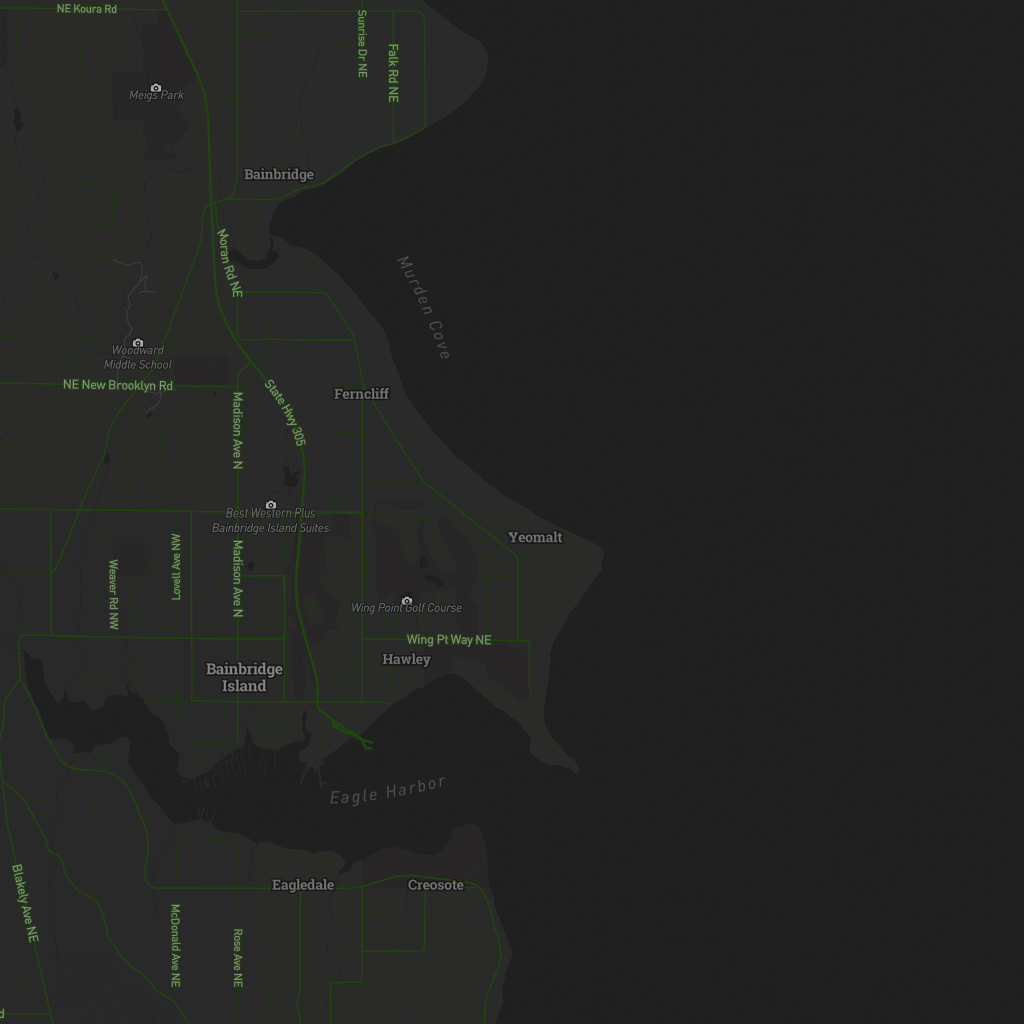 NE Koura Rd
Sunrise Dr NE
Falk Rd NE
Meigs Park
Bainbridge
Moran Rd NE
Murden Cove
Woodward
Middle School
NE New Brooklyn Rd
State Hwy 305
Ferncliff
Madison Ave N
Best Western Plus
Bainbridge Island Suites
Yeomalt
Lovell Ave NW
Madison Ave N
Weaver Rd NW
Wing Point Golf Course
Wing Pt Way NE
Hawley
Bainbridge
Island
Eagle Harbor
Eagledale
Creosote
Blakely Ave NE
McDonald Ave NE
Rose Ave NE
d